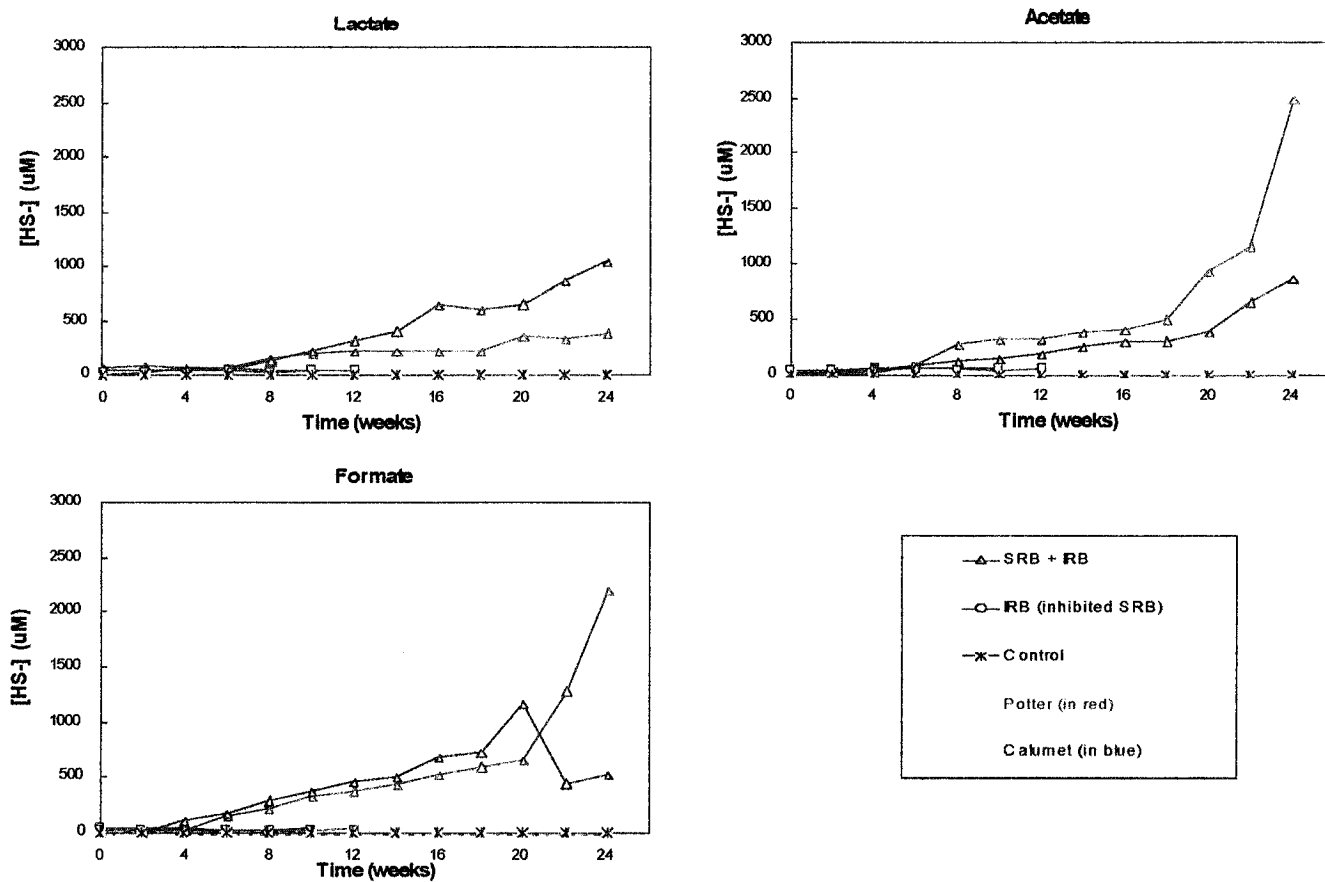 Lactate
3000
2500
2000
1500
1000
500
0
[HS-] (uM)
0 4 8 12 16 20 24
Time (weeks)
Acetate
3000
2500
2000
1500
1000
500
0
[HS-] (uM)
0 4 8 12 16 20 24
Time (weeks)
Formate
3000
2500
2000
1500
1000
500
0
[HS-] (uM)
0 4 8 12 16 20 24
Time (weeks)
SRB + IRB
IRB (inhibited SRB)
Control
Potter (in red)
Calumet (in blue)